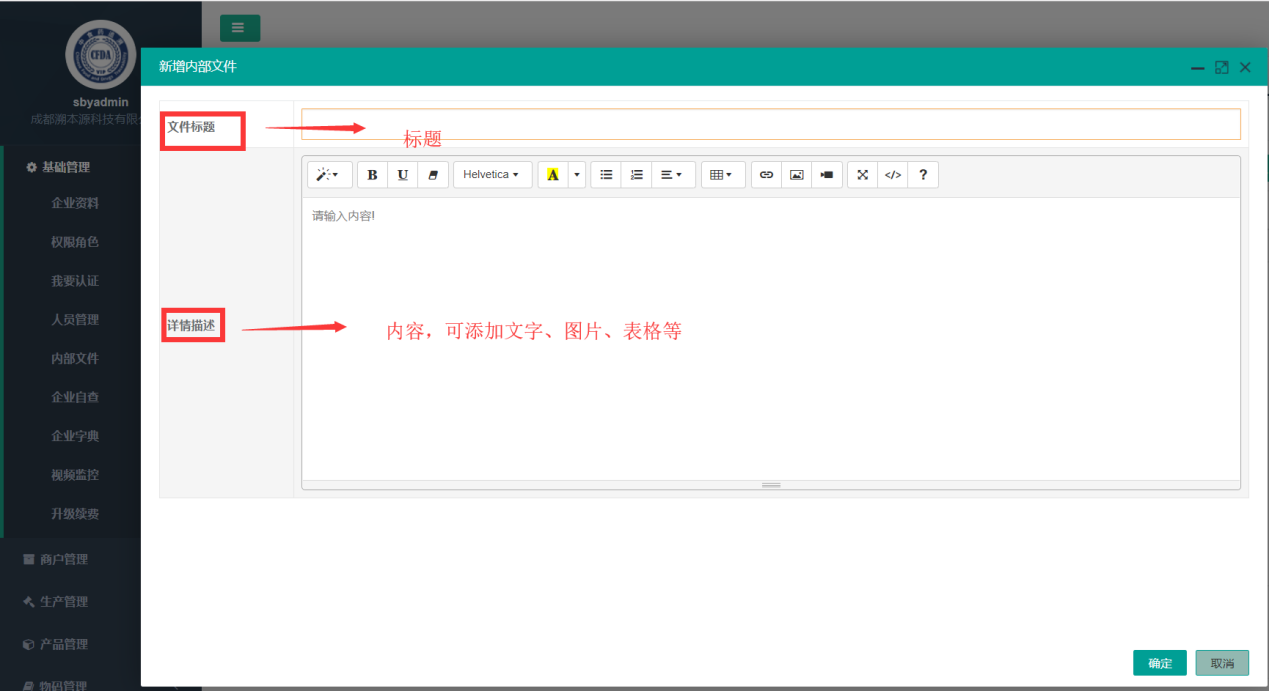 CFDA
sbyadmin
成都溯本源科技有限
基础管理
企业资料
权限角色
我要认证
人员管理
内部文件
企业自查
企业字典
视频监控
升级续费
商户管理
生产管理
产品管理
物码管理
新增内部文件
文件标题
标题
B U Helvetica A </> ?
请输入内容!
详情描述
内容，可添加文字、图片、表格等
确定 取消